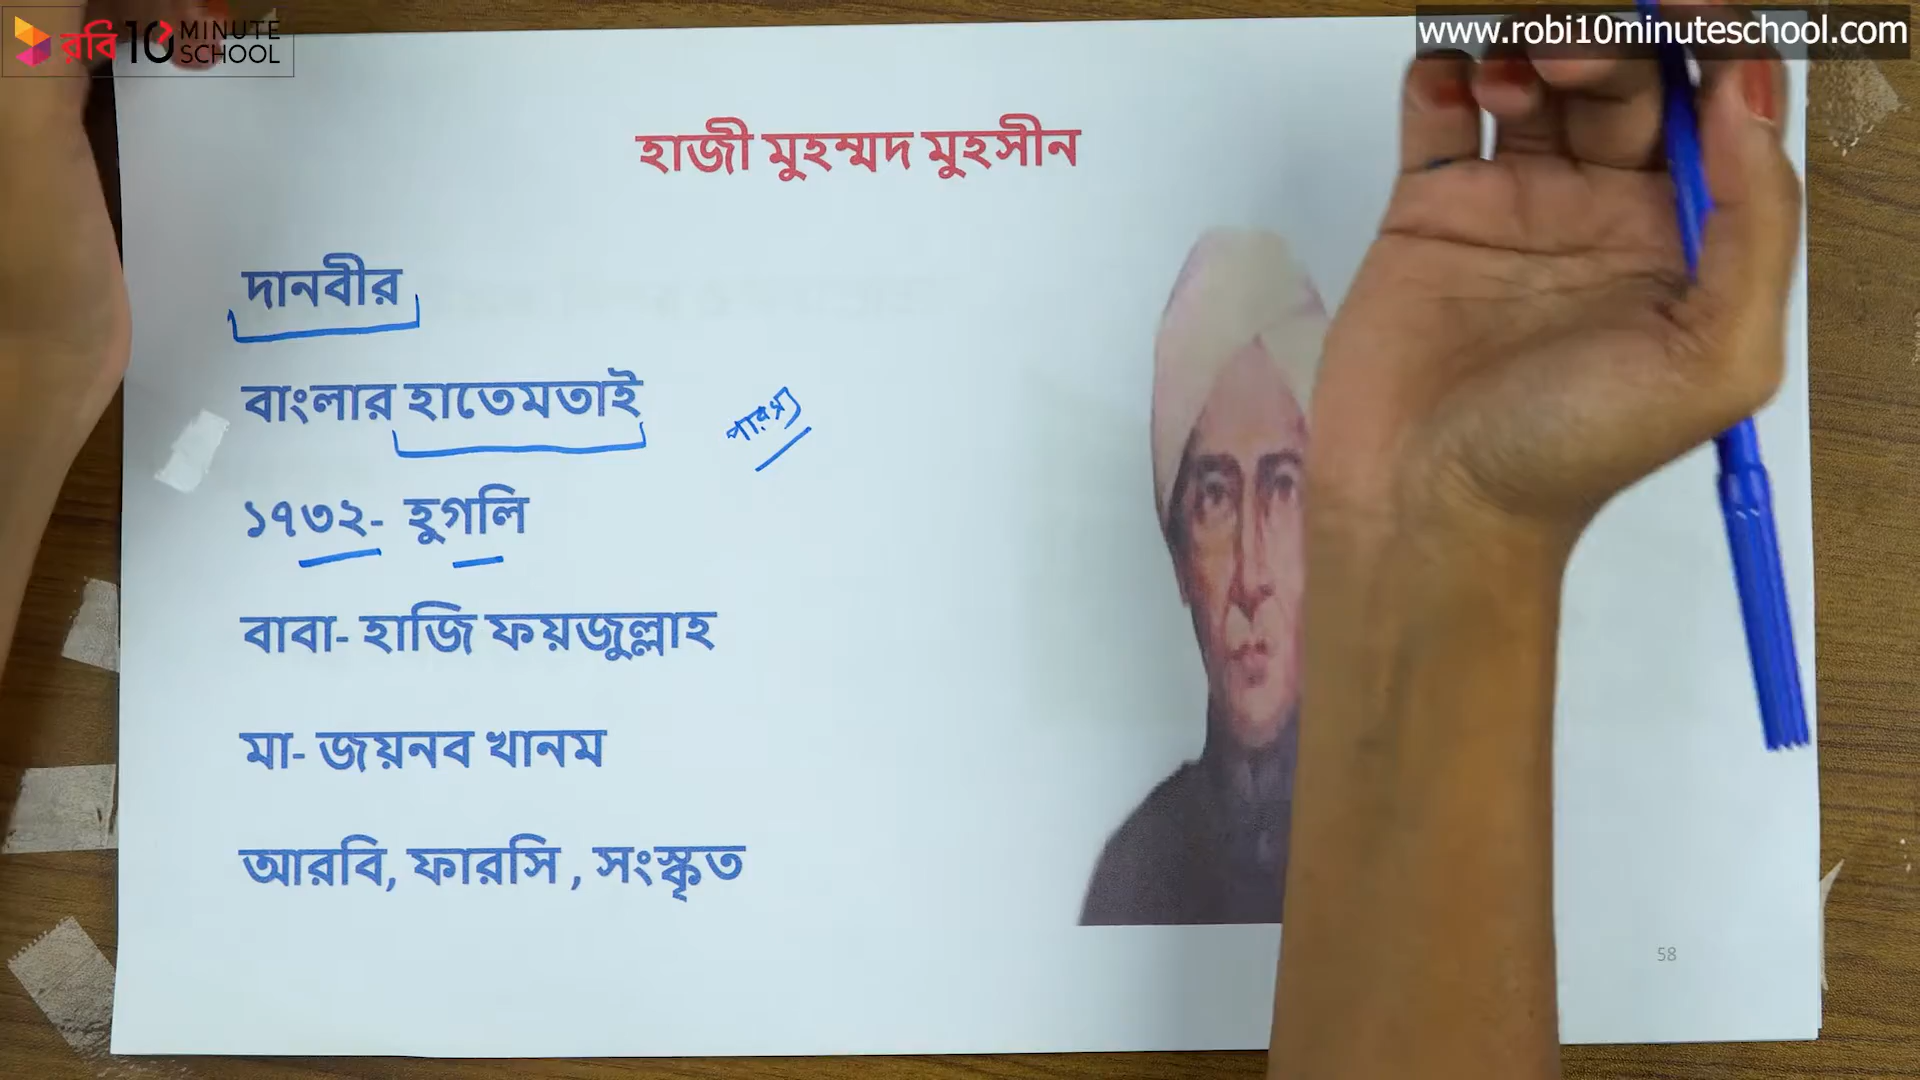 রবি 10 MINUTE SCHOOL
www.robi10minuteschool.com
হাজী মুহম্মদ মুহসীন
দানবীর
বাংলার হাতেমতাই
পারস্য
১৭৩২- হুগলি
বাবা- হাজি ফয়জুল্লাহ
মা- জয়নব খানম
আরবি, ফারসি , সংস্কৃত
58